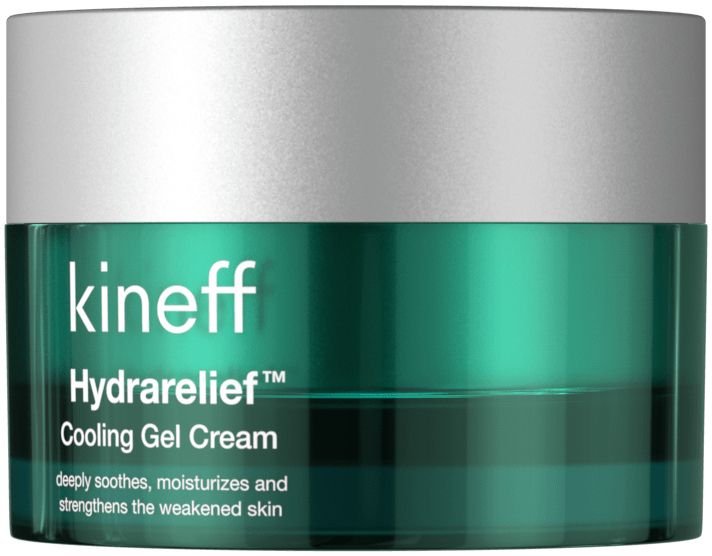 kineff
Hydrarelief™
Cooling Gel Cream
deeply soothes, moisturizes and
strengthens the weakened skin